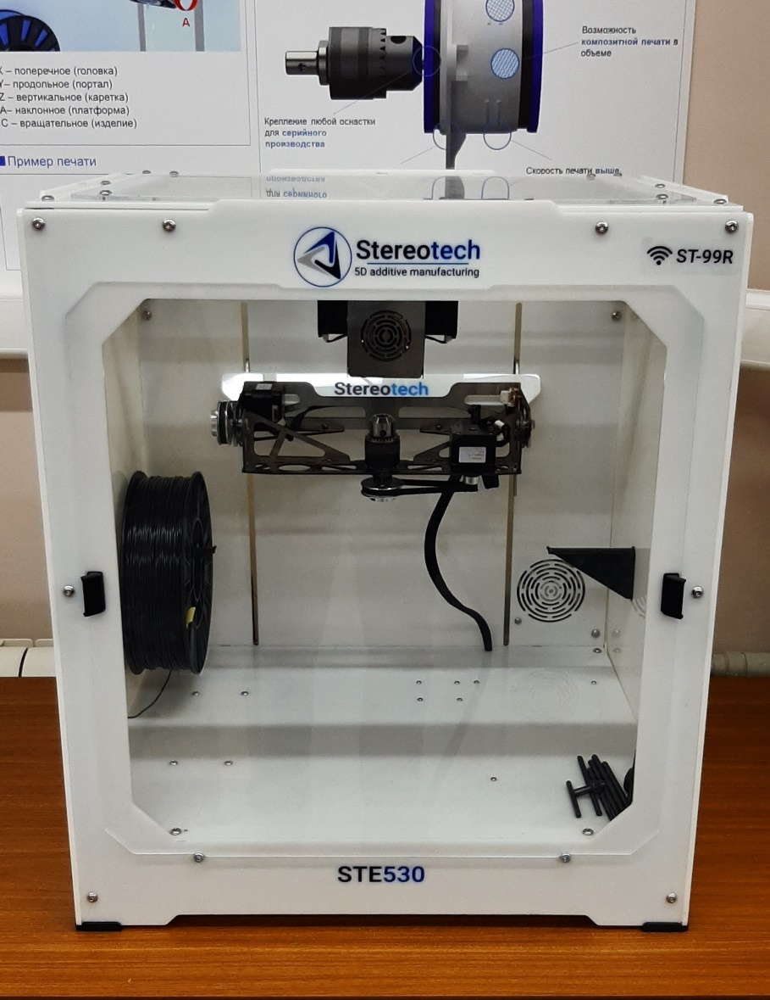 А
X – поперечное (головка)
Y– продольное (портал)
Z – вертикальное (каретка)
A– наклонное (платформа)
C – вращательное (изделие)
Пример печати
Возможность
композитной печати в
объеме
Крепление любой оснастки
для серийного
производства
Скорость печати выше
Stereotech
5D additive manufacturing
ST-99R
Stereotech
STE530